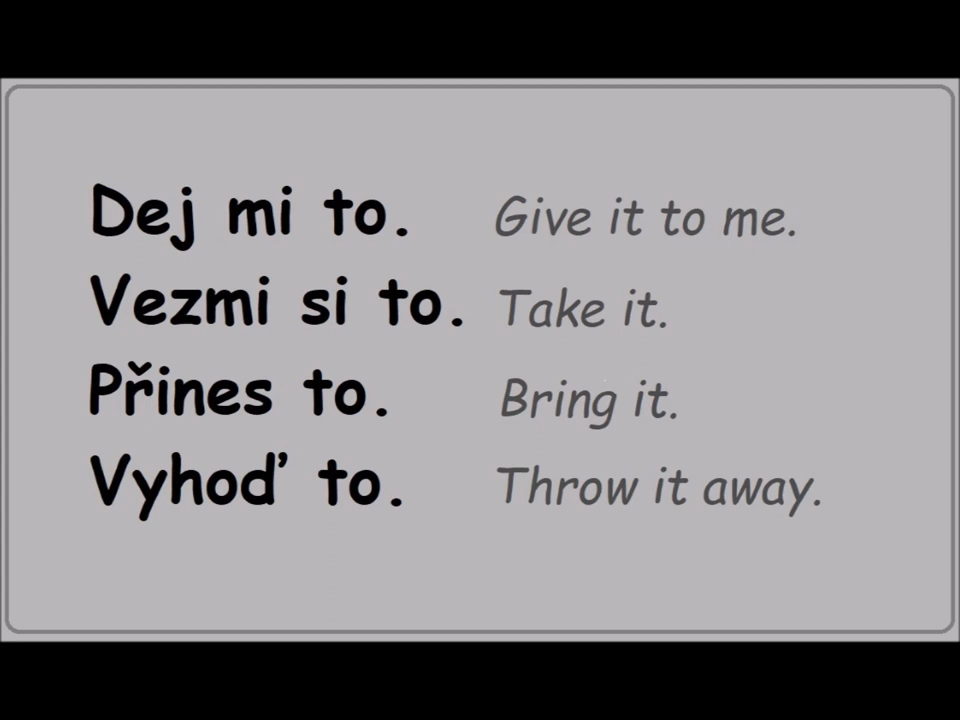 Dej mi to. Give it to me.
Vezmi si to. Take it.
Přines to. Bring it.
Vyhoď to. Throw it away.